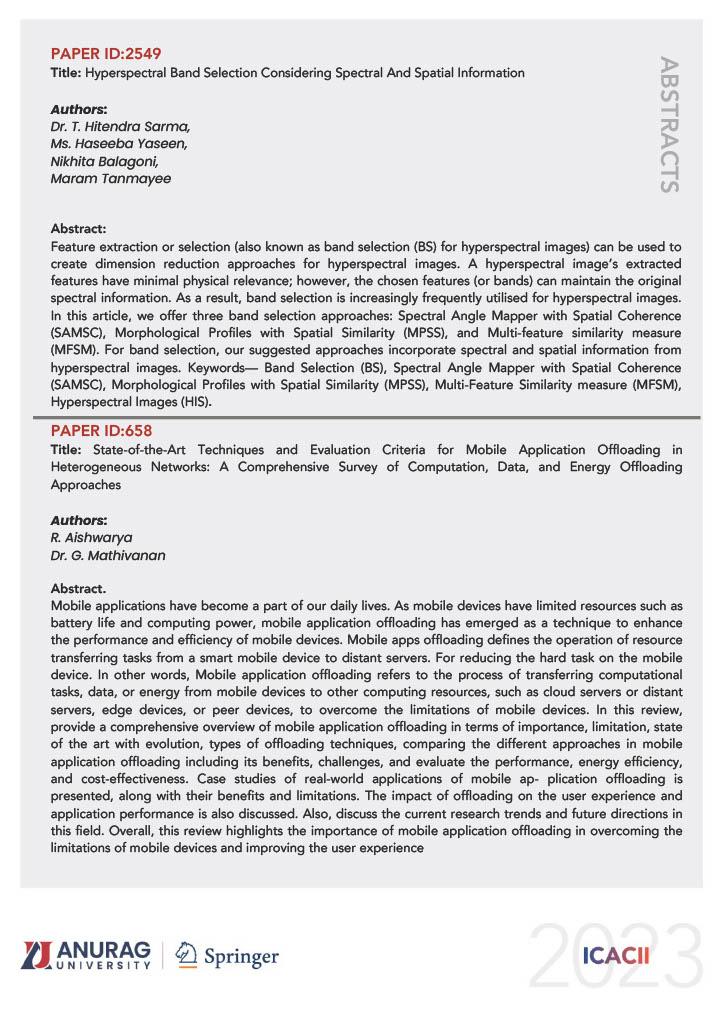 PAPER ID:2549
Title: Hyperspectral Band Selection Considering Spectral And Spatial Information
ABSTRACTS
Authors:
Dr. T. Hitendra Sarma,
Ms. Haseeba Yaseen,
Nikhita Balagoni,
Maram Tanmayee
Abstract:
Feature extraction or selection (also known as band selection (BS) for hyperspectral images) can be used to
create dimension reduction approaches for hyperspectral images. A hyperspectral image's extracted
features have minimal physical relevance; however, the chosen features (or bands) can maintain the original
spectral information. As a result, band selection is increasingly frequently utilised for hyperspectral images.
In this article, we offer three band selection approaches: Spectral Angle Mapper with Spatial Coherence
(SAMSC), Morphological Profiles with Spatial Similarity (MPSS), and Multi-feature similarity measure
(MFSM). For band selection, our suggested approaches incorporate spectral and spatial information from
hyperspectral images. Keywords— Band Selection (BS), Spectral Angle Mapper with Spatial Coherence
(SAMSC), Morphological Profiles with Spatial Similarity (MPSS), Multi-Feature Similarity measure (MFSM),
Hyperspectral Images (HIS).
PAPER ID:658
Title: State-of-the-Art Techniques and Evaluation Criteria for Mobile Application Offloading in
Heterogeneous Networks: A Comprehensive Survey of Computation, Data, and Energy Offloading
Approaches
Authors:
R. Aishwarya
Dr. G. Mathivanan
Abstract.
Mobile applications have become a part of our daily lives. As mobile devices have limited resources such as
battery life and computing power, mobile application offloading has emerged as a technique to enhance
the performance and efficiency of mobile devices. Mobile apps offloading defines the operation of resource
transferring tasks from a smart mobile device to distant servers. For reducing the hard task on the mobile
device. In other words, Mobile application offloading refers to the process of transferring computational
tasks, data, or energy from mobile devices to other computing resources, such as cloud servers or distant
servers, edge devices, or peer devices, to overcome the limitations of mobile devices. In this review,
provide a comprehensive overview of mobile application offloading in terms of importance, limitation, state
of the art with evolution, types of offloading techniques, comparing the different approaches in mobile
application offloading including its benefits, challenges, and evaluate the performance, energy efficiency,
and cost-effectiveness. Case studies of real-world applications of mobile ap- plication offloading is
presented, along with their benefits and limitations. The impact of offloading on the user experience and
application performance is also discussed. Also, discuss the current research trends and future directions in
this field. Overall, this review highlights the importance of mobile application offloading in overcoming the
limitations of mobile devices and improving the user experience
ANURAG
UNIVERSITY
Springer
2023
ICACII